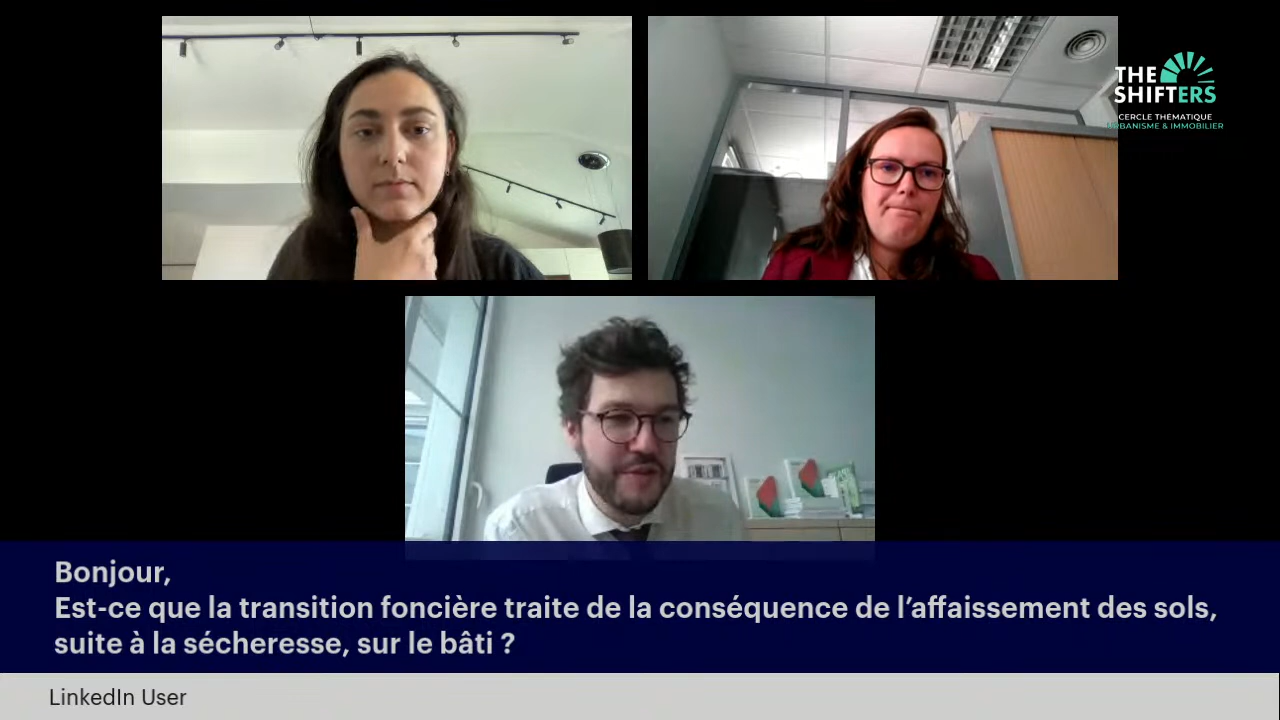 THE
SHIFTERS
CERCLE THEMATIQUE
URBANISME & IMMOBILIER
Bonjour,
Est-ce que la transition foncière traite de la conséquence de l’affaissement des sols,
suite à la sécheresse, sur le bâti ?
LinkedIn User